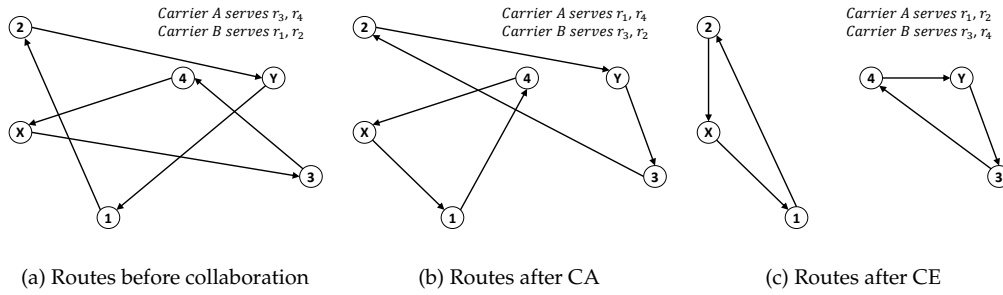 Carrier A serves r3, r4
Carrier B serves r1, r2
2
Y
4
X
3
1
(a) Routes before collaboration
Carrier A serves r1, r4
Carrier B serves r3, r2
2
4
Y
X
3
1
(b) Routes after CA
Carrier A serves r1, r2
Carrier B serves r3, r4
2
4
Y
X
3
1
(c) Routes after CE